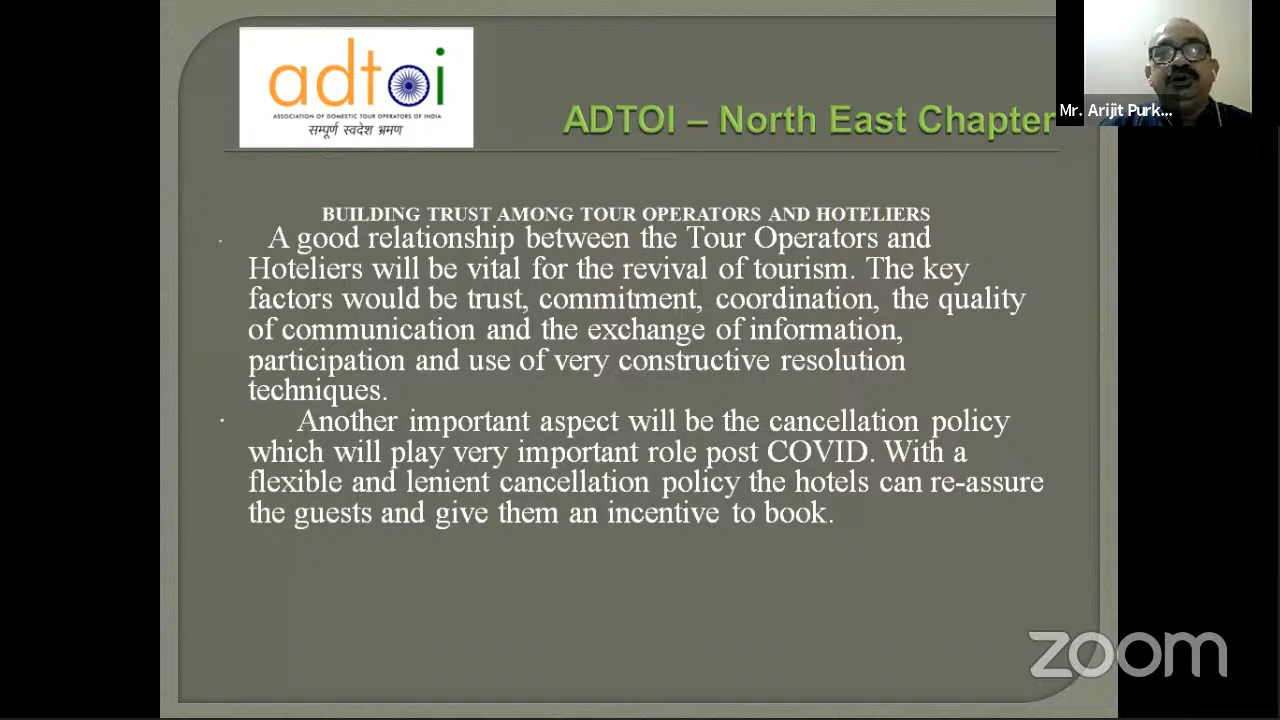 adtoi
ASSOCIATION OF DOMESTIC TOUR OPERATORS OF INDIA
सम्पूर्ण स्वदेश भ्रमण
ADTOI – North East Chapter
Mr. Arijit Purk...
BUILDING TRUST AMONG TOUR OPERATORS AND HOTELIERS
· A good relationship between the Tour Operators and
Hoteliers will be vital for the revival of tourism. The key
factors would be trust, commitment, coordination, the quality
of communication and the exchange of information,
participation and use of very constructive resolution
techniques.
· Another important aspect will be the cancellation policy
which will play very important role post COVID. With a
flexible and lenient cancellation policy the hotels can re-assure
the guests and give them an incentive to book.
zoom